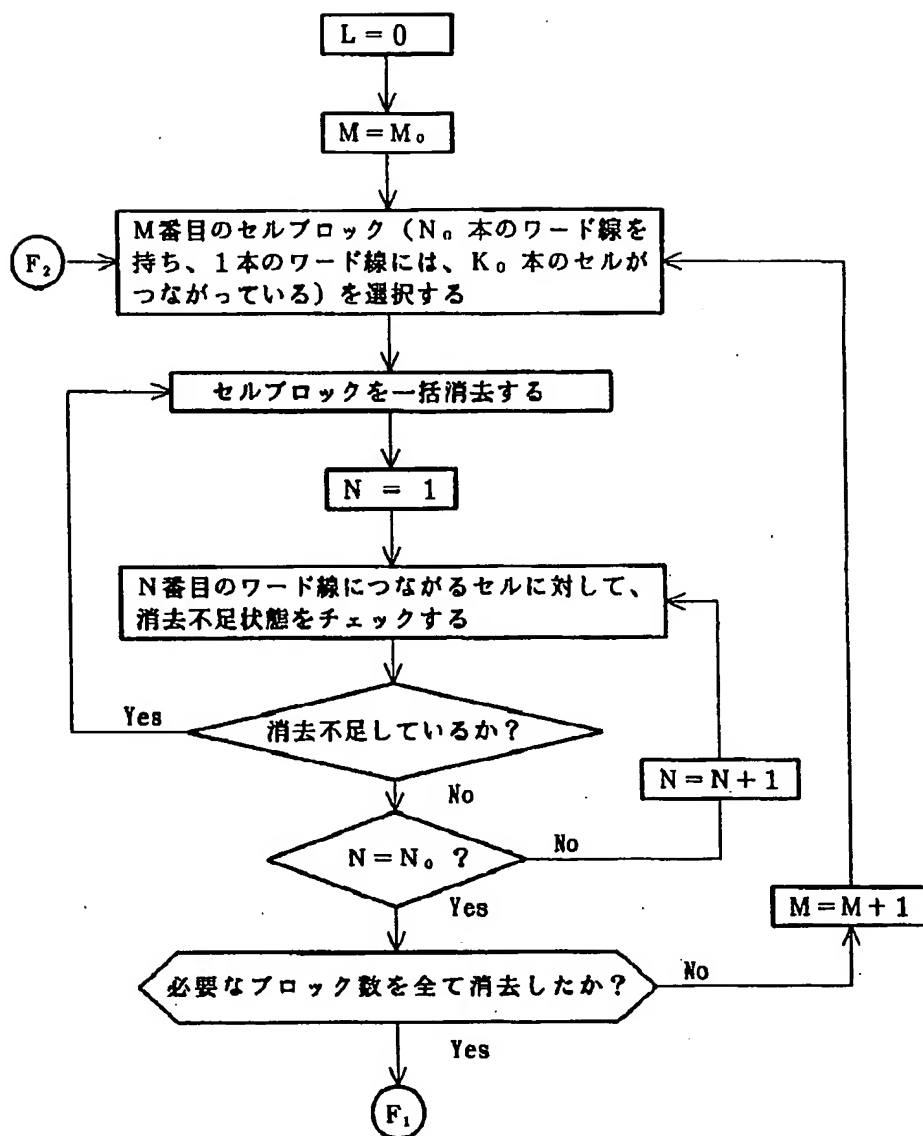 L=0
M=M₀
M番目のセルブロック(N₀本のワード線を
持ち、1本のワード線には、K₀本のセルが
つながっている)を選択する
F₂
セルブロックを一括消去する
N = 1
N番目のワード線につながるセルに対して、
消去不足状態をチェックする
消去不足しているか?
Yes
No
N=N+1
N=N₀ ?
No
Yes
M=M+1
必要なブロック数を全て消去したか?
No
Yes
F₁